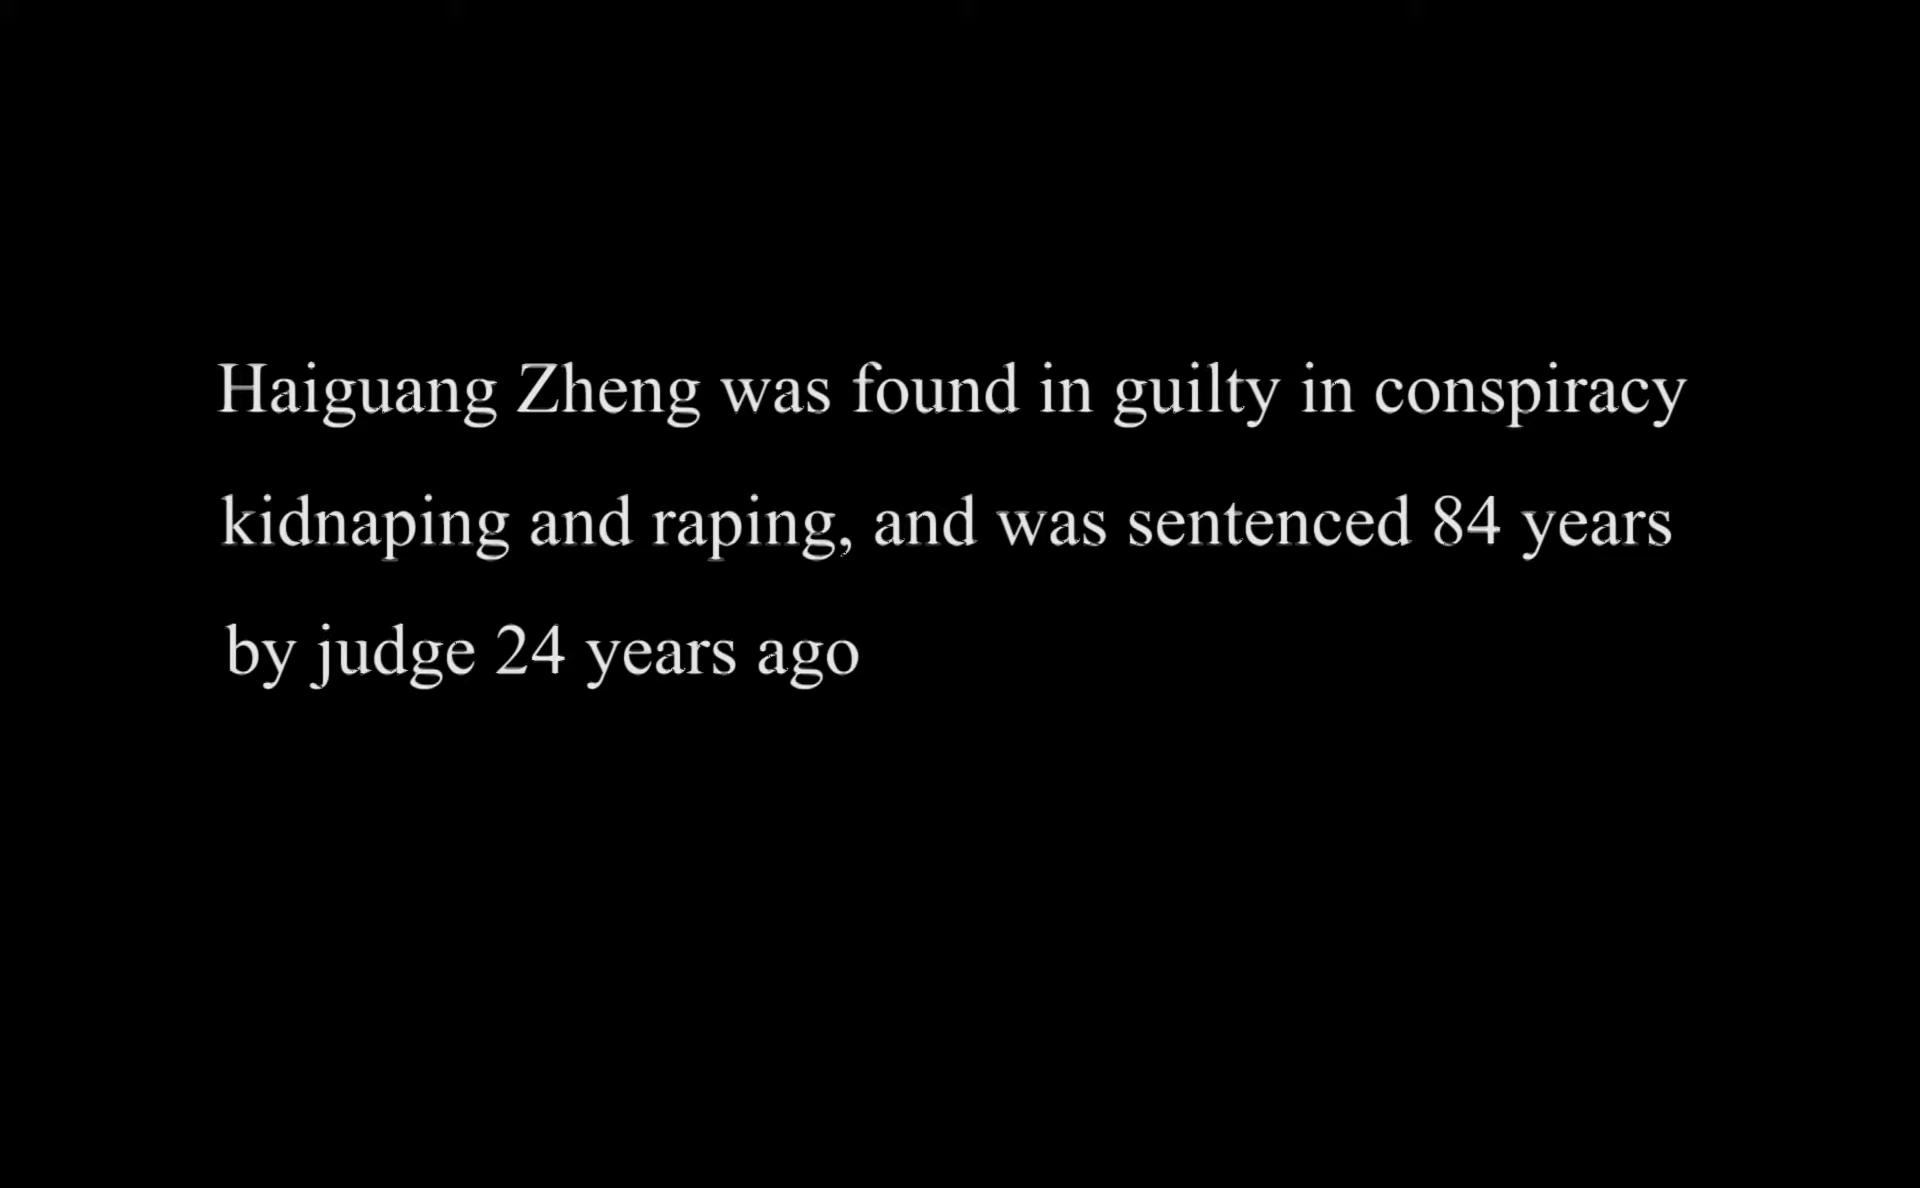 Haiguang Zheng was found in guilty in conspiracy
kidnaping and raping, and was sentenced 84 years
by judge 24 years ago